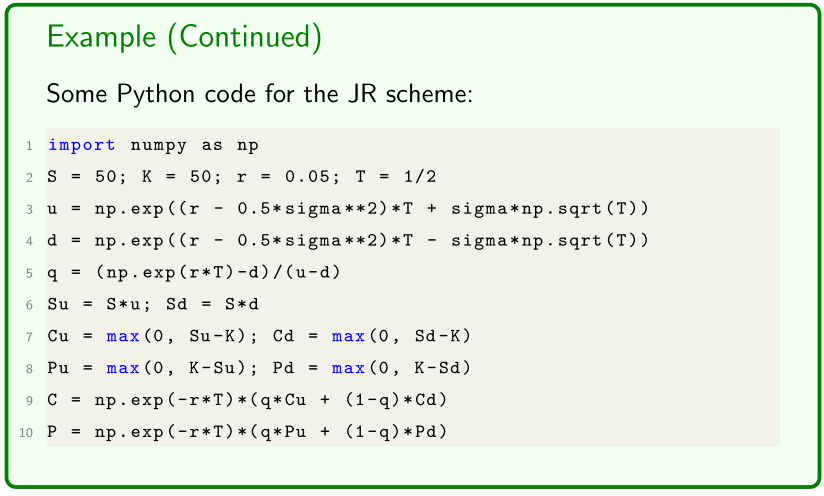 Example (Continued)
Some Python code for the JR scheme:
1 import numpy as np
2 S = 50; K = 50; r = 0.05; T = 1/2
3 u = np.exp((r - 0.5*sigma**2)*T + sigma*np.sqrt(T))
4 d = np.exp((r - 0.5*sigma**2)*T - sigma*np.sqrt(T))
5 q = (np.exp(r*T)-d)/(u-d)
6 Su = S*u; Sd = S*d
7 Cu = max(0, Su-K); Cd = max(0, Sd-K)
8 Pu = max(0, K-Su); Pd = max(0, K-Sd)
9 C = np.exp(-r*T)*(q*Cu + (1-q)*Cd)
10 P = np.exp(-r*T)*(q*Pu + (1-q)*Pd)